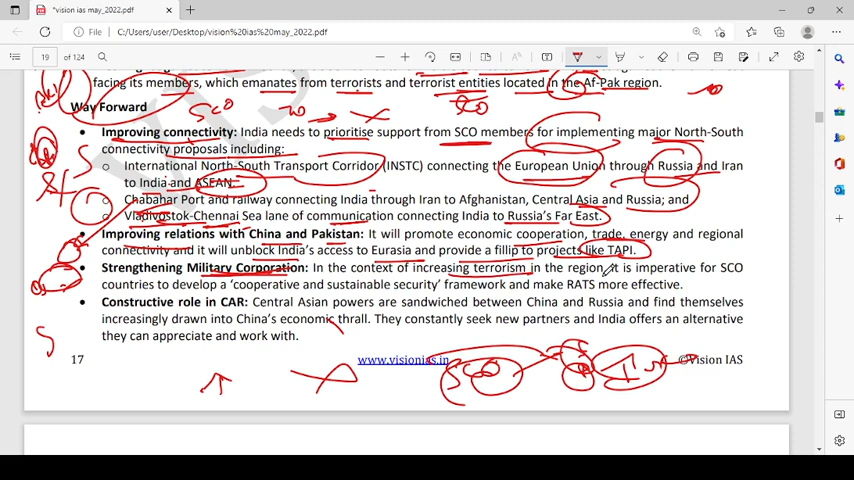 vision ias may_2022.pdf
File C:/Users/user/Desktop/vision%20ias%20may_2022.pdf
19 of 124
facing its members, which emanates from terrorists and terrorist entities located in the Af-Pak region.
Way Forward
SCO
SCO
• Improving connectivity: India needs to prioritise support from SCO members for implementing major North-South
connectivity proposals including:
o International North-South Transport Corridor (INSTC) connecting the European Union through Russia and Iran
to India and ASEAN.
o Chabahar Port and railway connecting India through Iran to Afghanistan, Central Asia and Russia; and
o Vladivostok-Chennai Sea lane of communication connecting India to Russia's Far East.
• Improving relations with China and Pakistan: It will promote economic cooperation, trade, energy and regional
connectivity and it will unblock India's access to Eurasia and provide a fillip to projects like TAPI.
• Strengthening Military Corporation: In the context of increasing terrorism in the region, it is imperative for SCO
countries to develop a 'cooperative and sustainable security' framework and make RATS more effective.
• Constructive role in CAR: Central Asian powers are sandwiched between China and Russia and find themselves
increasingly drawn into China's economic thrall. They constantly seek new partners and India offers an alternative
they can appreciate and work with.
17 www.visionias.in ©Vision IAS
SCO